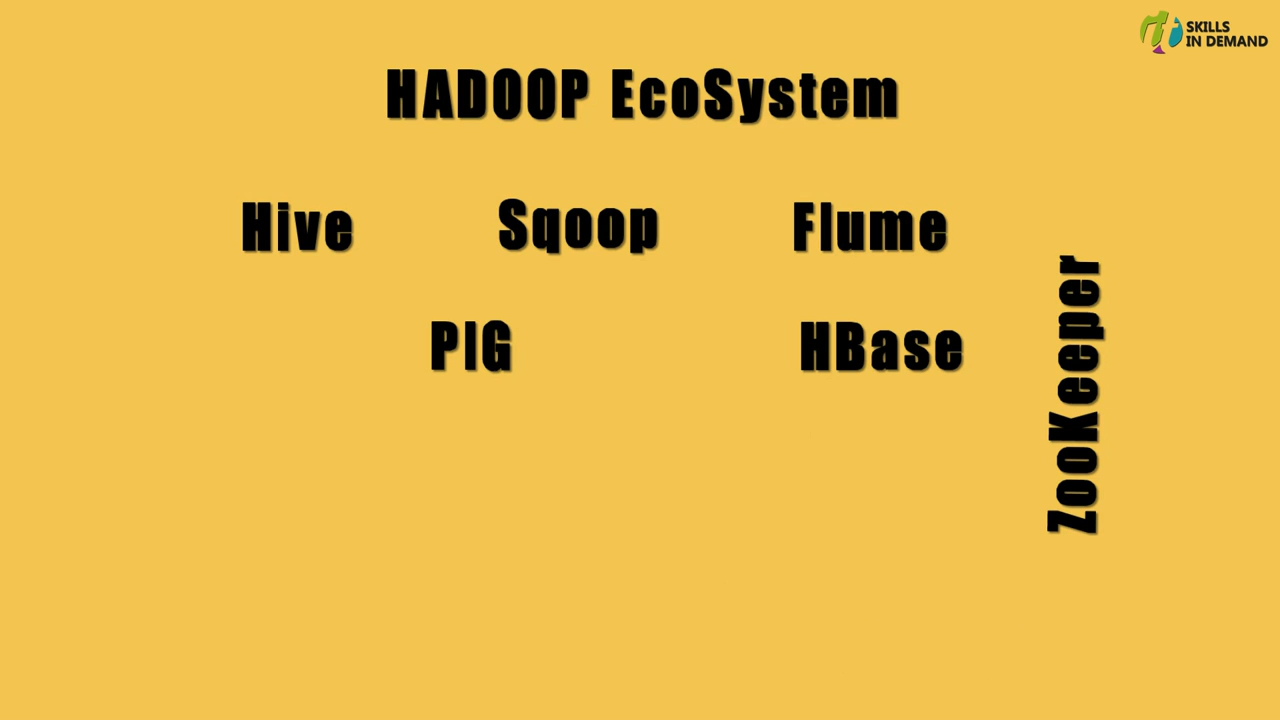 SKILLS
IN DEMAND
HADOOP EcoSystem
Hive Sqoop Flume
PIG HBase
ZooKeeper